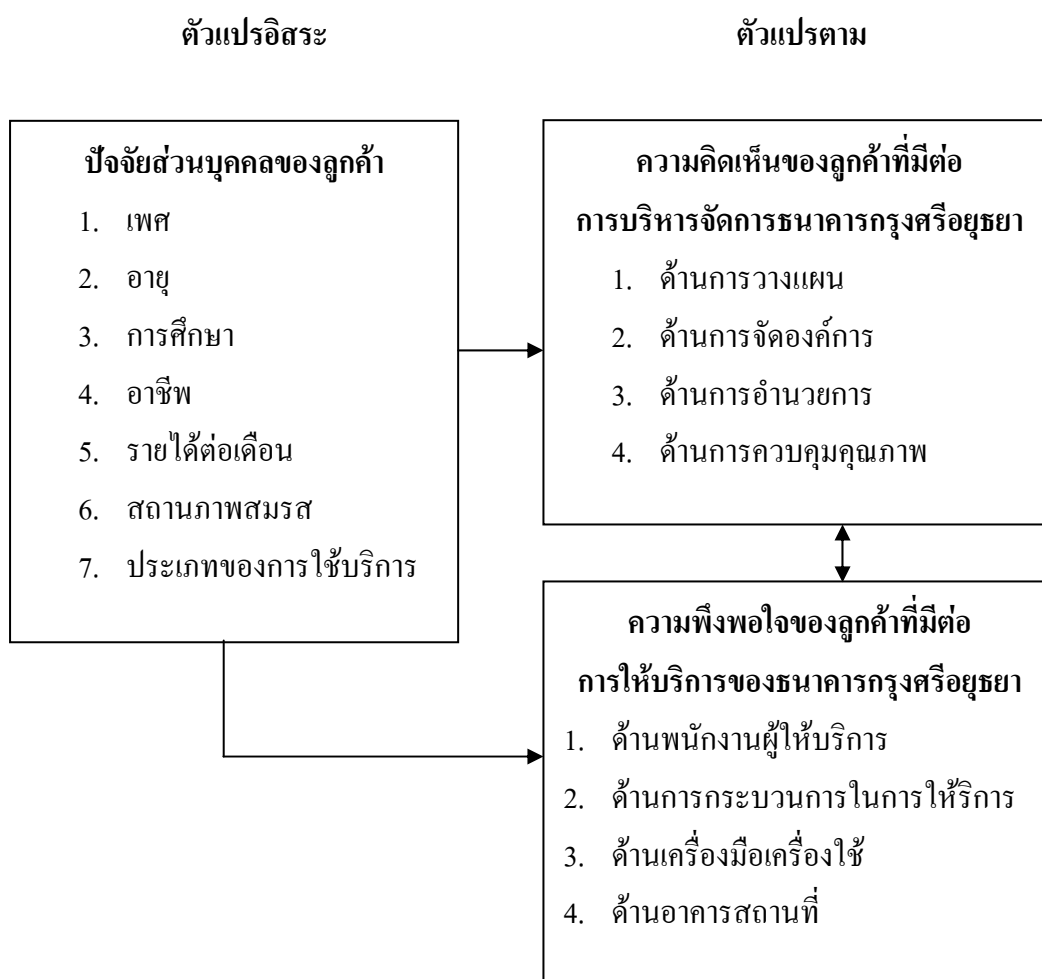 ตัวแปรอิสระ
ตัวแปรตาม
ปัจจัยส่วนบุคคลของลูกค้า
1. เพศ
2. อายุ
3. การศึกษา
4. อาชีพ
5. รายได้ต่อเดือน
6. สถานภาพสมรส
7. ประเภทของการใช้บริการ
ความคิดเห็นของลูกค้าที่มีต่อ
การบริหารจัดการธนาคารกรุงศรีอยุธยา
1. ด้านการวางแผน
2. ด้านการจัดองค์การ
3. ด้านการอำนวยการ
4. ด้านการควบคุมคุณภาพ
ความพึงพอใจของลูกค้าที่มีต่อ
การให้บริการของธนาคารกรุงศรีอยุธยา
1. ด้านพนักงานผู้ให้บริการ
2. ด้านการกระบวนการในการให้ริการ
3. ด้านเครื่องมือเครื่องใช้
4. ด้านอาคารสถานที่